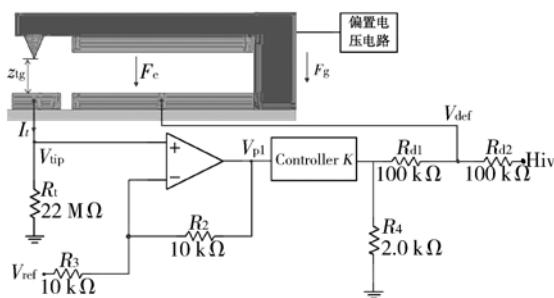 偏置电
压电路
z_tg
F_e
F_g
I_t
V_def
V_tip
V_p1
Controller K
R_d1
100 kΩ
R_d2
100 kΩ
Hiv
R_t
22 MΩ
R_2
10 kΩ
R_4
2.0 kΩ
V_ref
R_3
10 kΩ